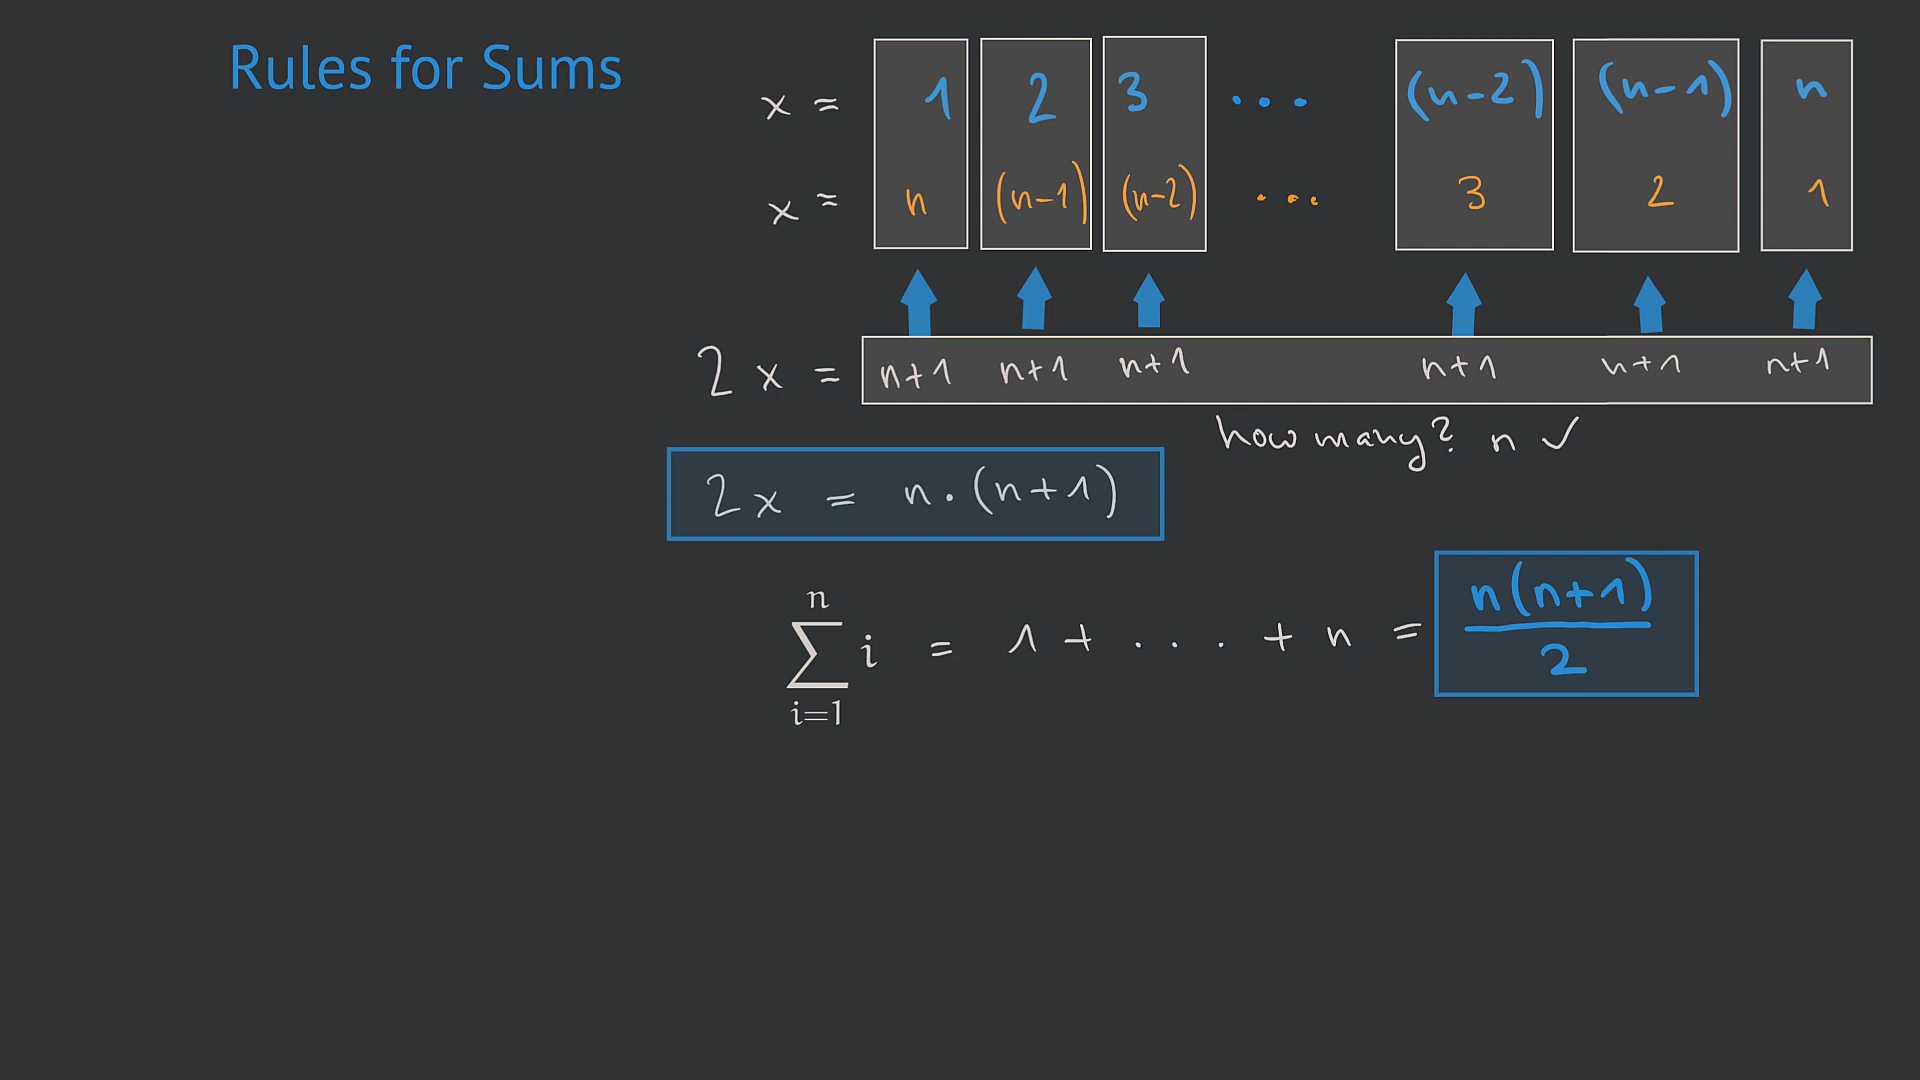 Rules for Sums
x = 1 2 3 ... (n-2) (n-1) n
x = n (n-1) (n-2) ... 3 2 1
2x = n+1 n+1 n+1 n+1 n+1 n+1
how many? n ✓
2x = n·(n+1)
∑_{i=1}^{n} i = 1 + ... + n = n(n+1)/2